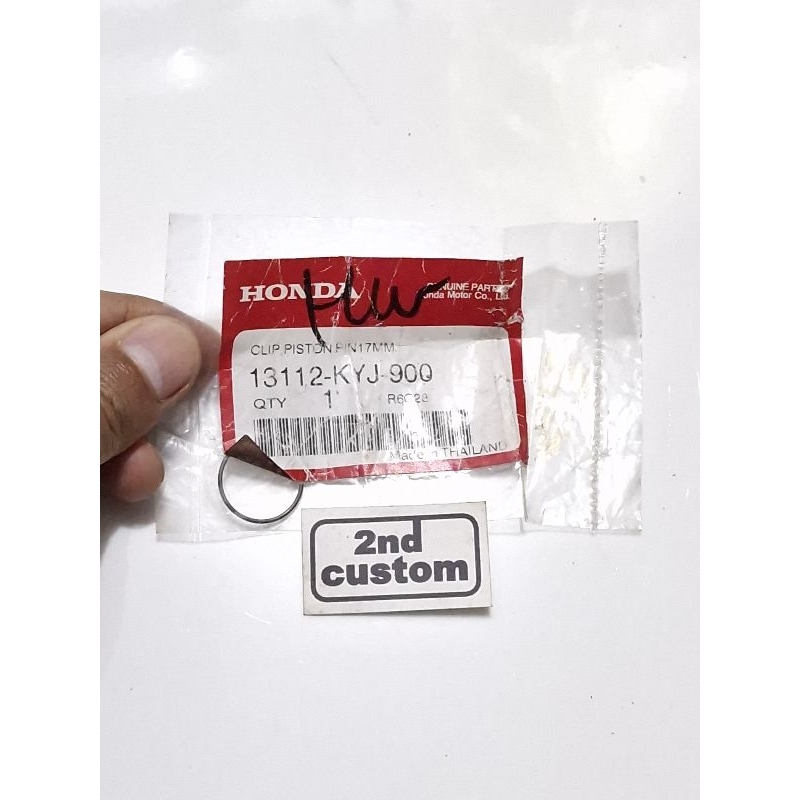 HONDA
GENUINE PARTS
Honda Motor Co., Ltd.
CLIP,PISTON PIN17MM.
13112-KYJ-900
QTY 1
Made in THAILAND
2nd
custom